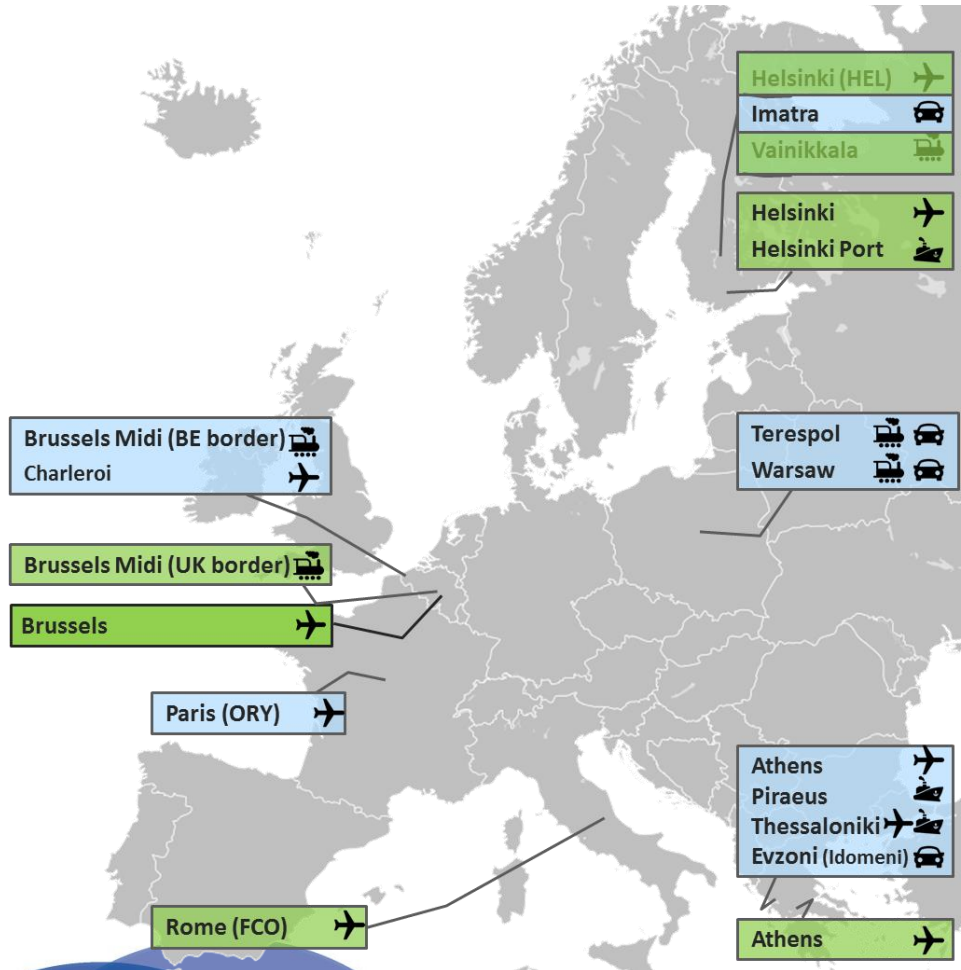 Helsinki (HEL)
Imatra
Vainikkala
Helsinki
Helsinki Port
Brussels Midi (BE border)
Charleroi
Terespol
Warsaw
Brussels Midi (UK border)
Brussels
Paris (ORY)
Athens
Piraeus
Thessaloniki
Evzoni (Idomeni)
Rome (FCO)
Athens